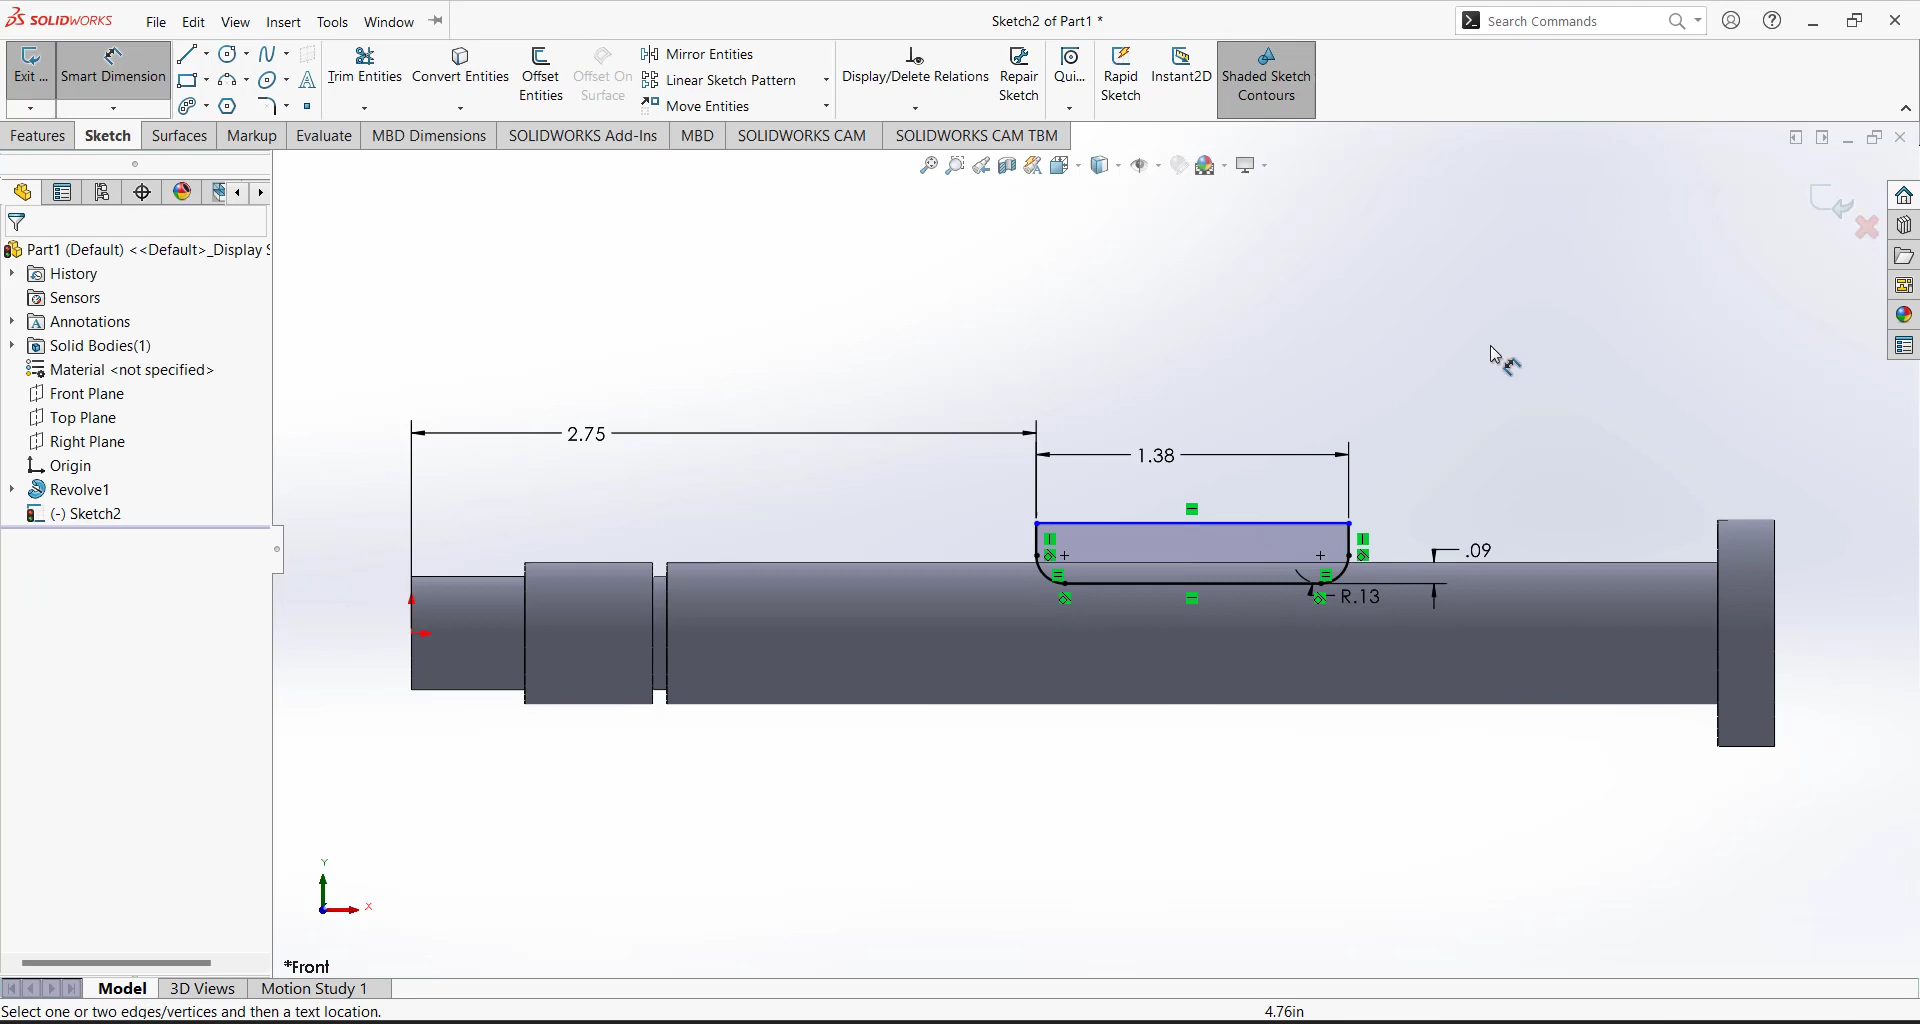 SOLIDWORKS File Edit View Insert Tools Window Sketch2 of Part1 * Search Commands
Exit ... Smart Dimension Trim Entities Convert Entities Offset Entities Offset On Surface Mirror Entities Linear Sketch Pattern Move Entities Display/Delete Relations Repair Sketch Qui... Rapid Sketch Instant2D Shaded Sketch Contours
Features Sketch Surfaces Markup Evaluate MBD Dimensions SOLIDWORKS Add-Ins MBD SOLIDWORKS CAM SOLIDWORKS CAM TBM
Part1 (Default) <<Default>_Display S
History
Sensors
Annotations
Solid Bodies(1)
Material <not specified>
Front Plane
Top Plane
Right Plane
Origin
Revolve1
(-) Sketch2
2.75
1.38
.09
R.13
Y
X
*Front
Model 3D Views Motion Study 1
Select one or two edges/vertices and then a text location. 4.76in